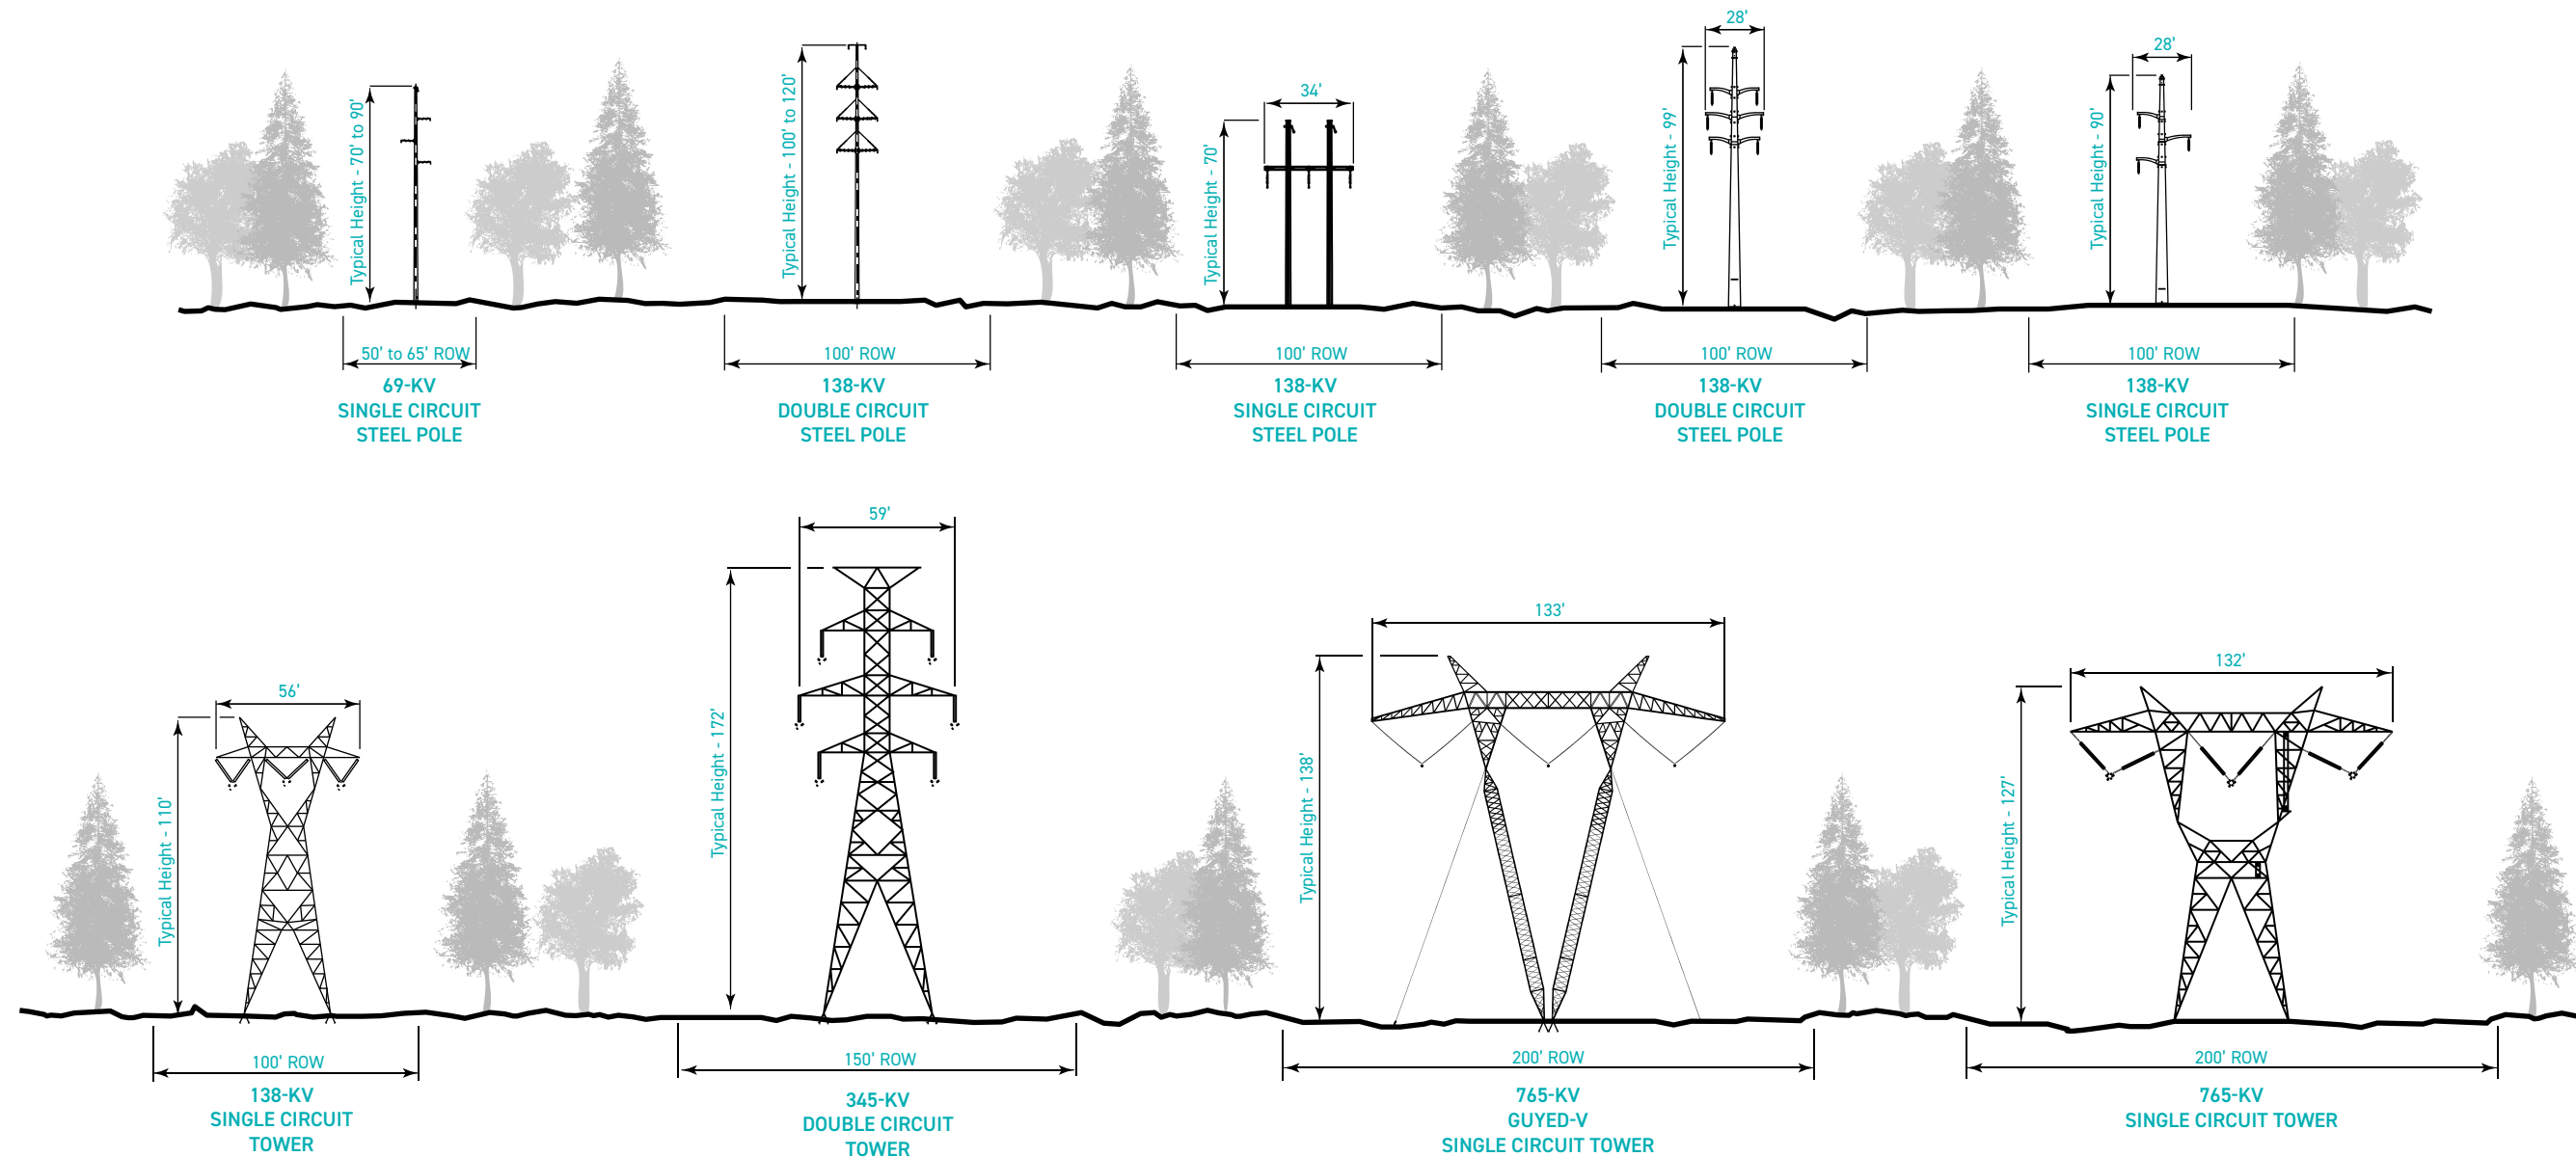 Typical Height - 70' to 90'
50' to 65' ROW
69-KV
SINGLE CIRCUIT
STEEL POLE
Typical Height - 100' to 120'
100' ROW
138-KV
DOUBLE CIRCUIT
STEEL POLE
34'
Typical Height - 70'
100' ROW
138-KV
SINGLE CIRCUIT
STEEL POLE
28'
Typical Height - 99'
100' ROW
138-KV
DOUBLE CIRCUIT
STEEL POLE
28'
Typical Height - 90'
100' ROW
138-KV
SINGLE CIRCUIT
STEEL POLE
56'
Typical Height - 110'
100' ROW
138-KV
SINGLE CIRCUIT
TOWER
59'
Typical Height - 172'
150' ROW
345-KV
DOUBLE CIRCUIT
TOWER
133'
Typical Height - 138'
200' ROW
765-KV
GUYED-V
SINGLE CIRCUIT TOWER
132'
Typical Height - 127'
200' ROW
765-KV
SINGLE CIRCUIT TOWER